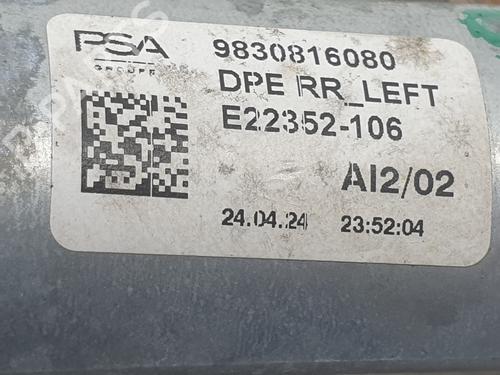 PSA
GROUPE
9830816080
DPE RR_LEFT
E22352-106
AI2/02
24.04.24 23:52:04